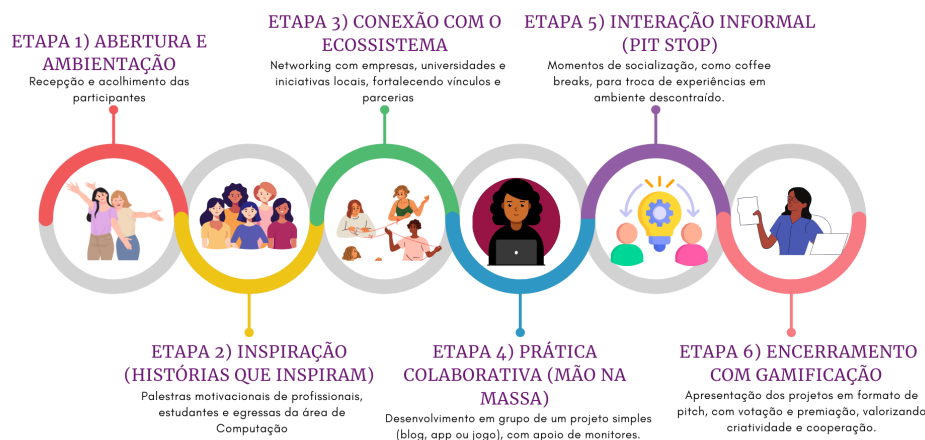 ETAPA 1) ABERTURA E
AMBIENTAÇÃO
Recepção e acolhimento das
participantes
ETAPA 2) INSPIRAÇÃO
(HISTÓRIAS QUE INSPIRAM)
Palestras motivacionais de profissionais,
estudantes e egressas da área de
Computação
ETAPA 3) CONEXÃO COM O
ECOSSISTEMA
Networking com empresas, universidades e
iniciativas locais, fortalecendo vínculos e
parcerias
ETAPA 4) PRÁTICA
COLABORATIVA (MÃO NA
MASSA)
Desenvolvimento em grupo de um projeto simples
(blog, app ou jogo), com apoio de monitores.
ETAPA 5) INTERAÇÃO INFORMAL
(PIT STOP)
Momentos de socialização, como coffee
breaks, para troca de experiências em
ambiente descontraído.
ETAPA 6) ENCERRAMENTO
COM GAMIFICAÇÃO
Apresentação dos projetos em formato de
pitch, com votação e premiação, valorizando
criatividade e cooperação.